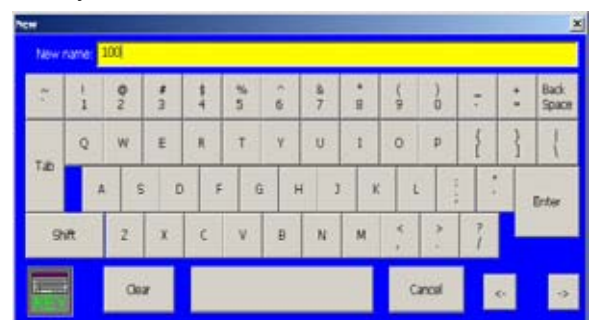 New
New name: 100
~ ! @ # $ % ^ & * ( ) _ + Back
` 1 2 3 4 5 6 7 8 9 0 - = Space
Tab Q W E R T Y U I O P { } |
[ ] \
A S D F G H J K L : "
; ' Enter
Shift Z X C V B N M < > ?
, . /
Clear Cancel <- ->